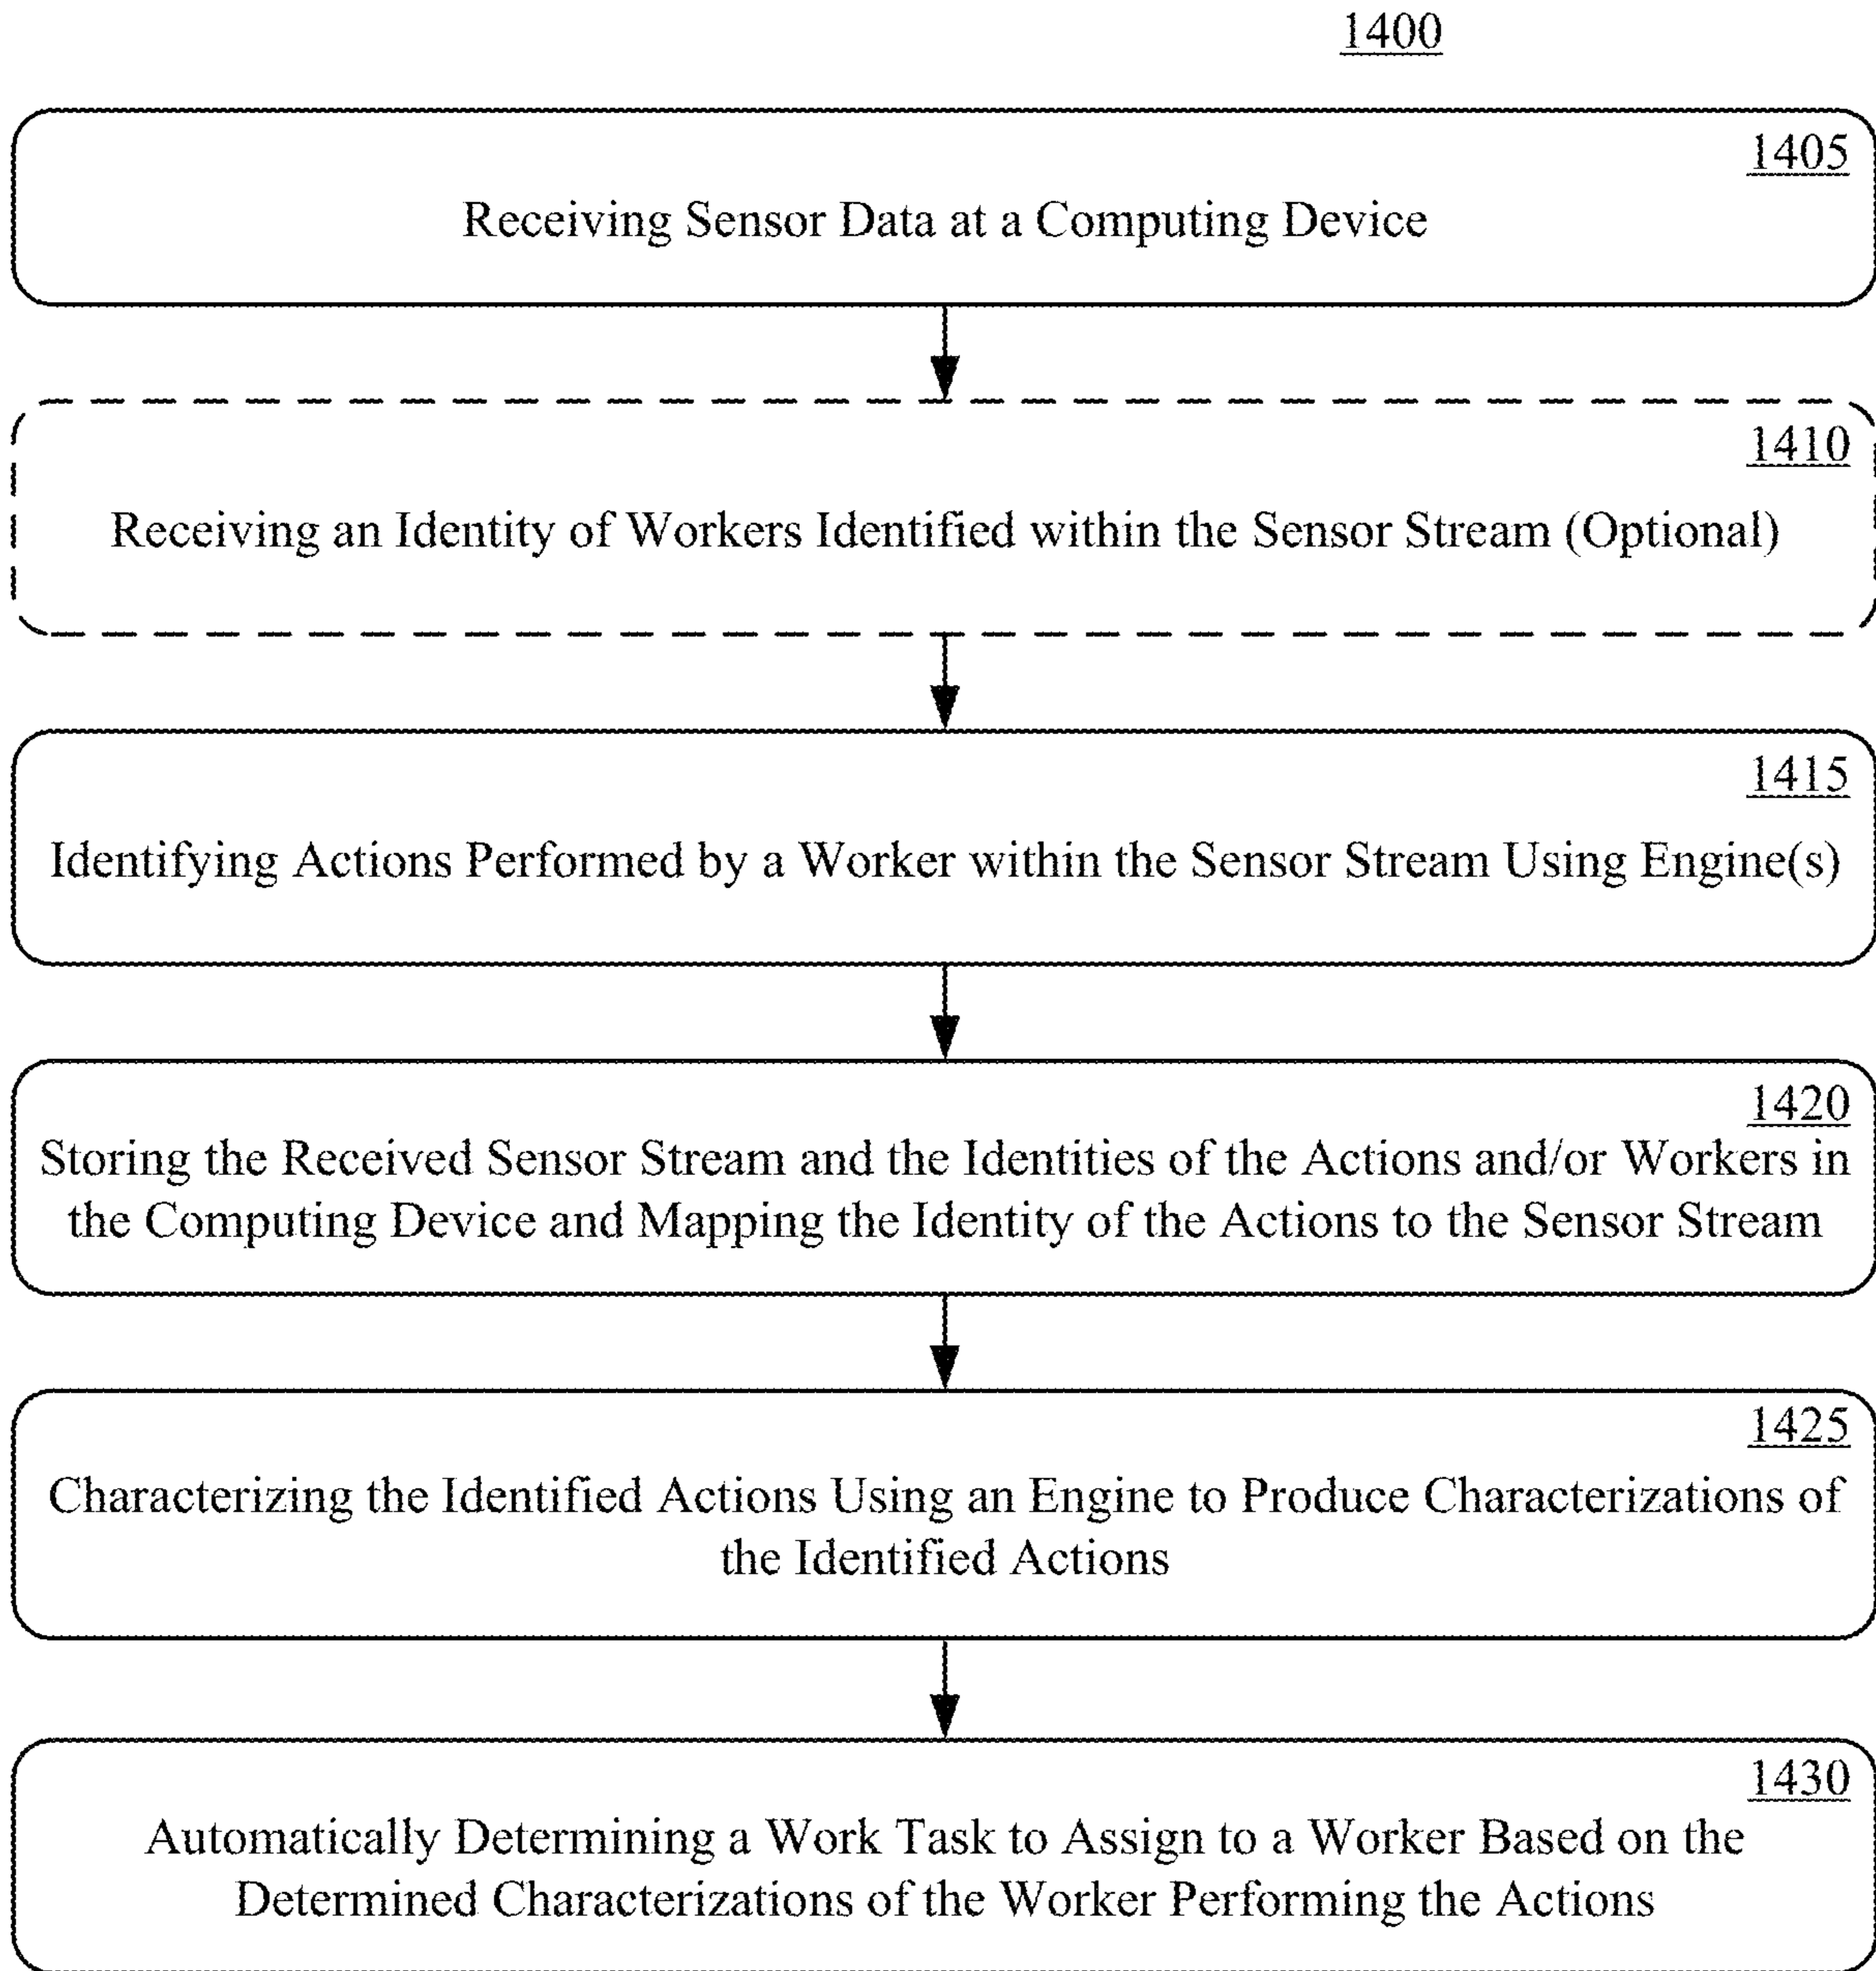 1400
1405
Receiving Sensor Data at a Computing Device
1410
Receiving an Identity of Workers Identified within the Sensor Stream (Optional)
1415
Identifying Actions Performed by a Worker within the Sensor Stream Using Engine(s)
1420
Storing the Received Sensor Stream and the Identities of the Actions and/or Workers in
the Computing Device and Mapping the Identity of the Actions to the Sensor Stream
1425
Characterizing the Identified Actions Using an Engine to Produce Characterizations of
the Identified Actions
1430
Automatically Determining a Work Task to Assign to a Worker Based on the
Determined Characterizations of the Worker Performing the Actions